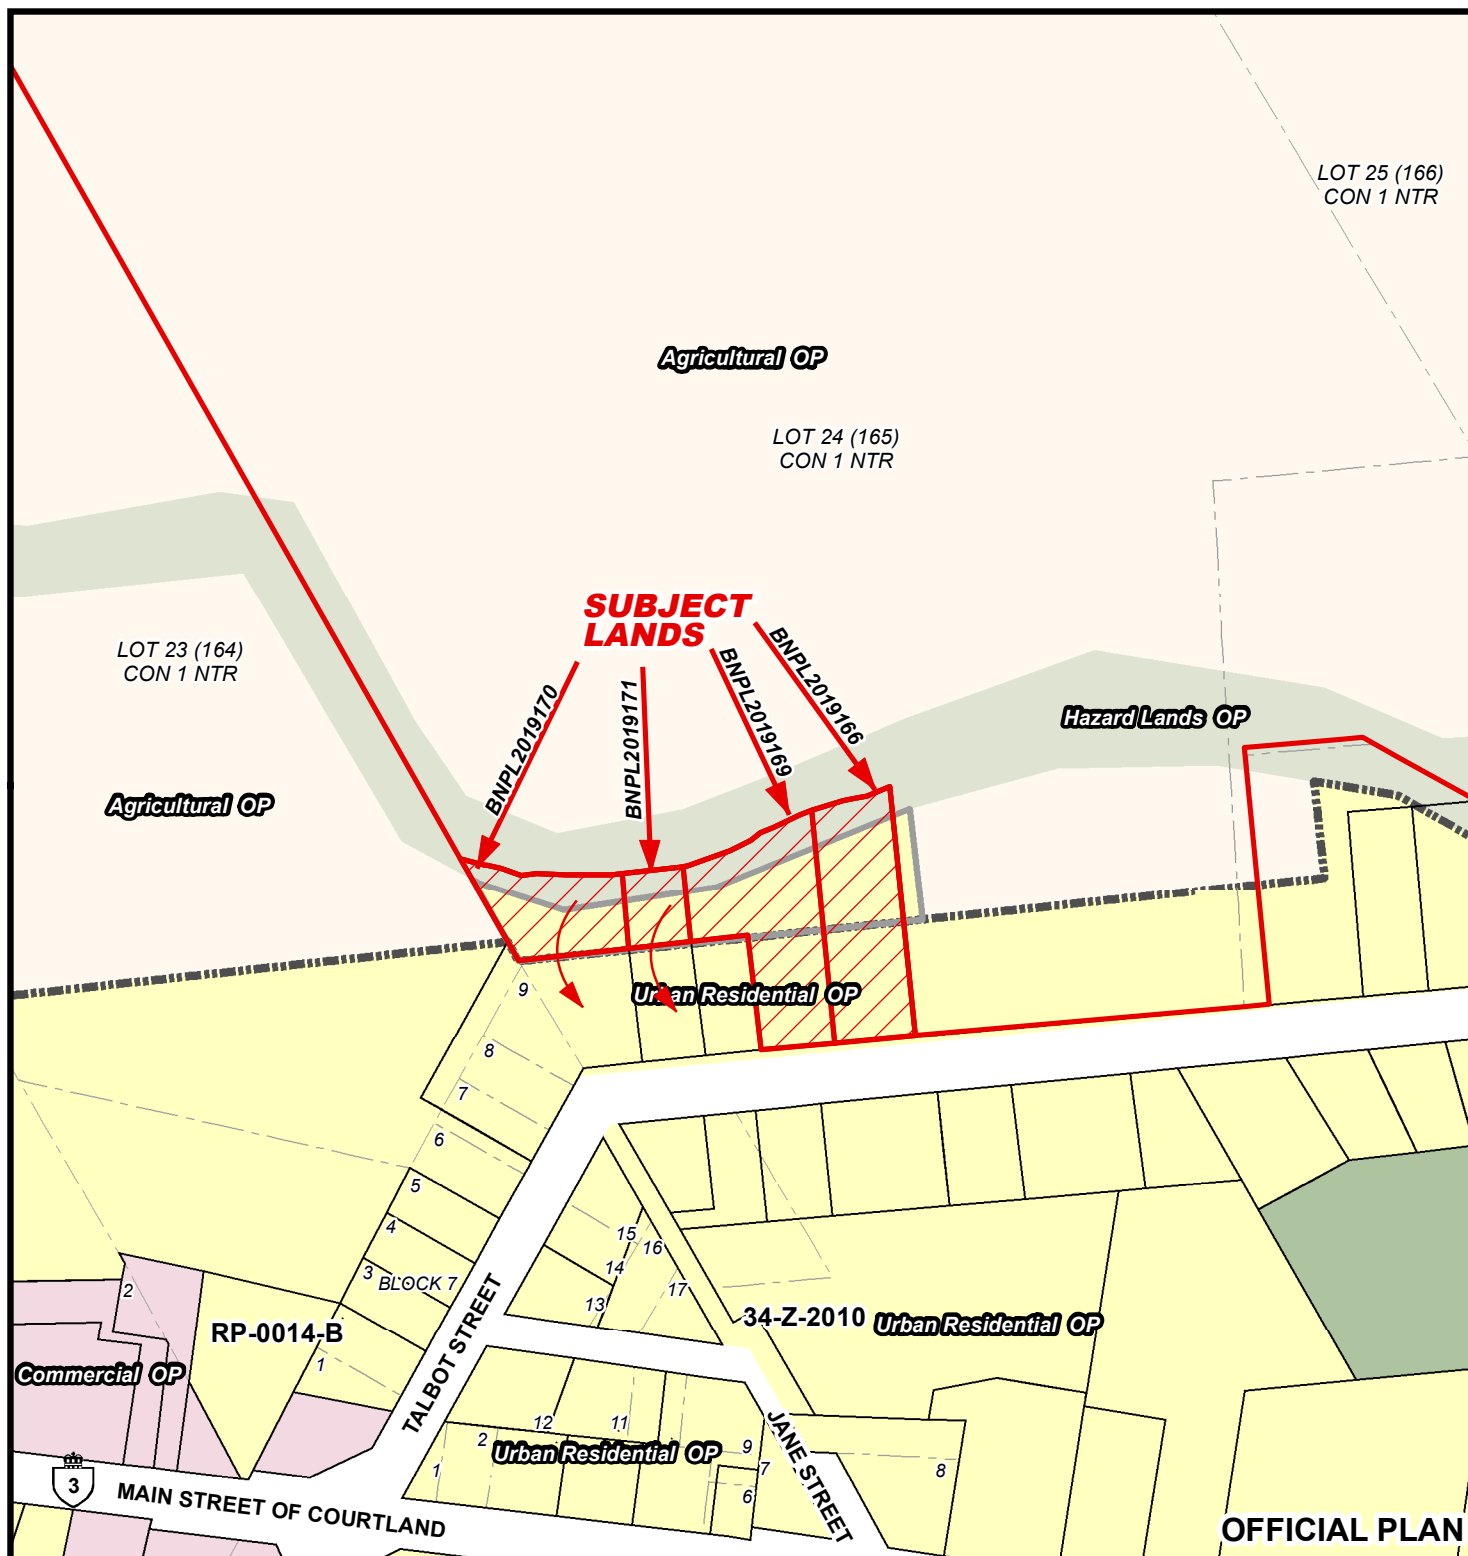 LOT 25 (166)
CON 1 NTR
Agricultural OP
LOT 24 (165)
CON 1 NTR
SUBJECT
LANDS
LOT 23 (164)
CON 1 NTR
BNPL2019170
BNPL2019171
BNPL2019169
BNPL2019166
Hazard Lands OP
Agricultural OP
Urban Residential OP
9
8
7
6
5
4
3
BLOCK 7
2
1
15
16
14
17
13
RP-0014-B
34-Z-2010
Urban Residential OP
Commercial OP
TALBOT STREET
12
11
2
1
Urban Residential OP
9
7
6
8
JANE STREET
3
MAIN STREET OF COURTLAND
OFFICIAL PLAN